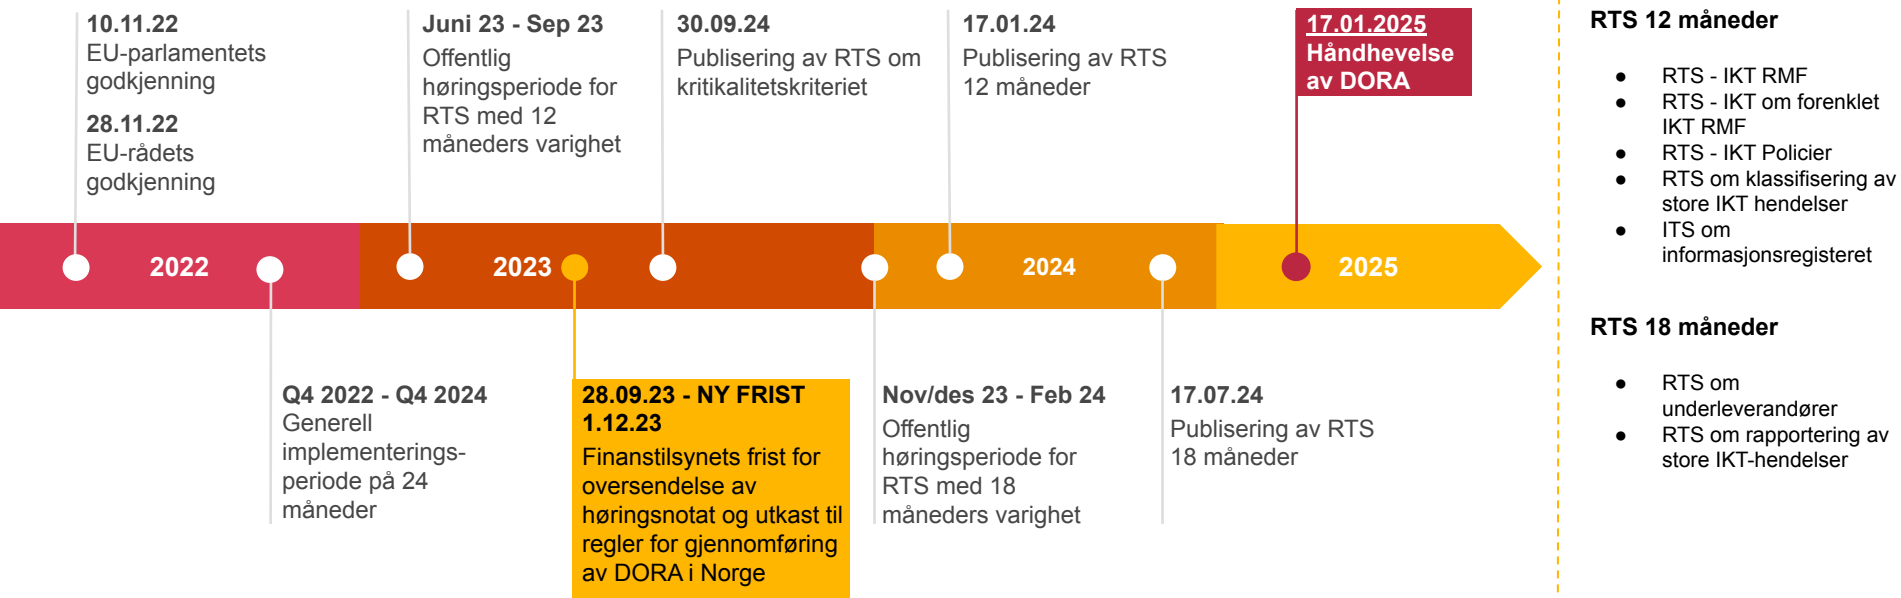 10.11.22
EU-parlamentets
godkjenning
28.11.22
EU-rådets
godkjenning
Juni 23 - Sep 23
Offentlig
høringsperiode for
RTS med 12
måneders varighet
30.09.24
Publisering av RTS om
kritikalitetskriteriet
17.01.24
Publisering av RTS
12 måneder
17.01.2025
Håndhevelse
av DORA
2022
2023
2024
2025
Q4 2022 - Q4 2024
Generell
implementerings-
periode på 24
måneder
28.09.23 - NY FRIST
1.12.23
Finanstilsynets frist for
oversendelse av
høringsnotat og utkast til
regler for gjennomføring
av DORA i Norge
Nov/des 23 - Feb 24
Offentlig
høringsperiode for
RTS med 18
måneders varighet
17.07.24
Publisering av RTS
18 måneder
RTS 12 måneder
● RTS - IKT RMF
● RTS - IKT om forenklet
IKT RMF
● RTS - IKT Policier
● RTS om klassifisering av
store IKT hendelser
● ITS om
informasjonsregisteret
RTS 18 måneder
● RTS om
underleverandører
● RTS om rapportering av
store IKT-hendelser